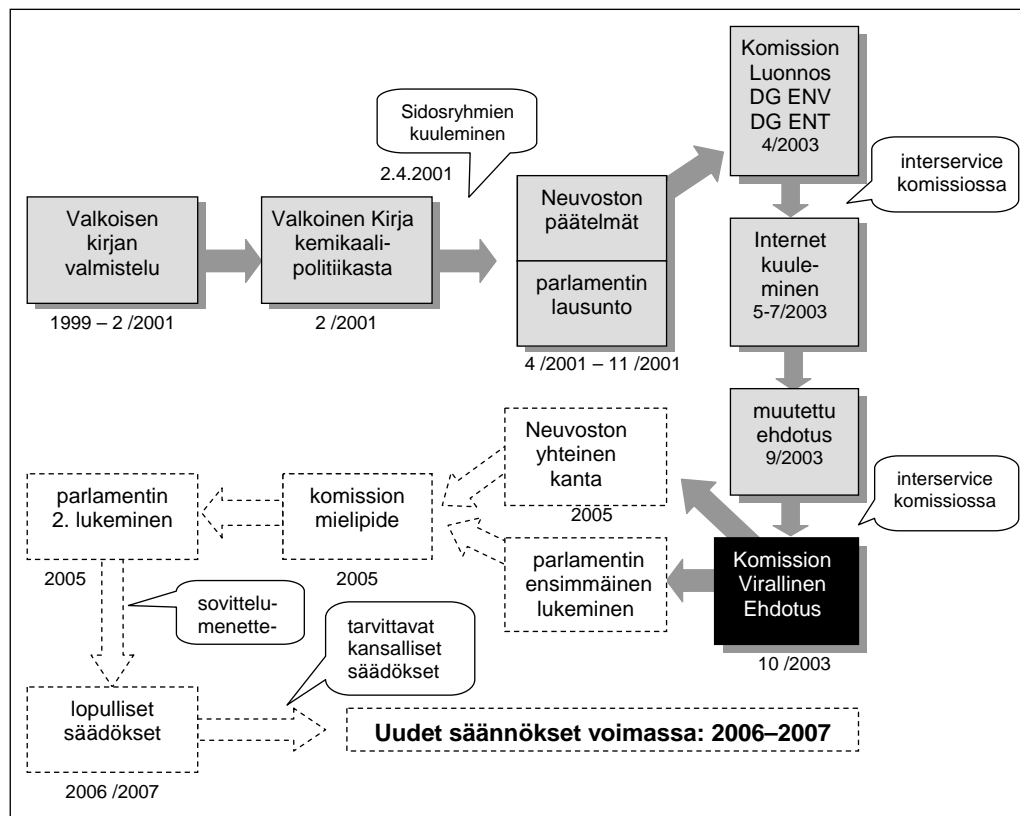 Valkoisen
kirjan
valmistelu
1999 – 2 /2001
Valkoinen Kirja
kemikaali-
politiikasta
2 /2001
Sidosryhmien
kuuleminen
2.4.2001
Neuvoston
päätelmät
parlamentin
lausunto
4 /2001 – 11 /2001
Komission
Luonnos
DG ENV
DG ENT
4/2003
interservice
komissiossa
Internet
kuule-
minen
5-7/2003
muutettu
ehdotus
9/2003
interservice
komissiossa
Komission
Virallinen
Ehdotus
10 /2003
Neuvoston
yhteinen
kanta
2005
parlamentin
ensimmäinen
lukeminen
komission
mielipide
2005
parlamentin
2. lukeminen
2005
sovittelu-
menette-
lopulliset
säädökset
2006 /2007
tarvittavat
kansalliset
säädökset
Uudet säännökset voimassa: 2006–2007